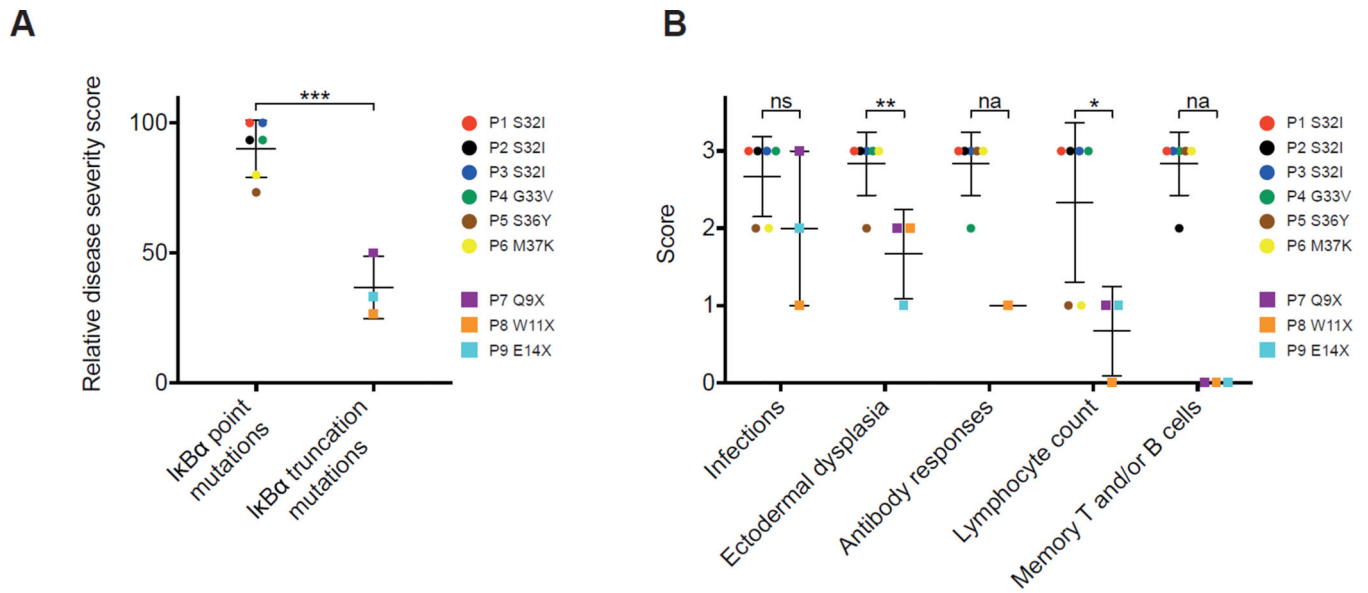 A
Relative disease severity score
100
50
0
***
IκBα point
mutations
IκBα truncation
mutations
P1 S32I
P2 S32I
P3 S32I
P4 G33V
P5 S36Y
P6 M37K
P7 Q9X
P8 W11X
P9 E14X
B
Score
3
2
1
0
ns
**
na
*
na
Infections
Ectodermal dysplasia
Antibody responses
Lymphocyte count
Memory T and/or B cells
P1 S32I
P2 S32I
P3 S32I
P4 G33V
P5 S36Y
P6 M37K
P7 Q9X
P8 W11X
P9 E14X